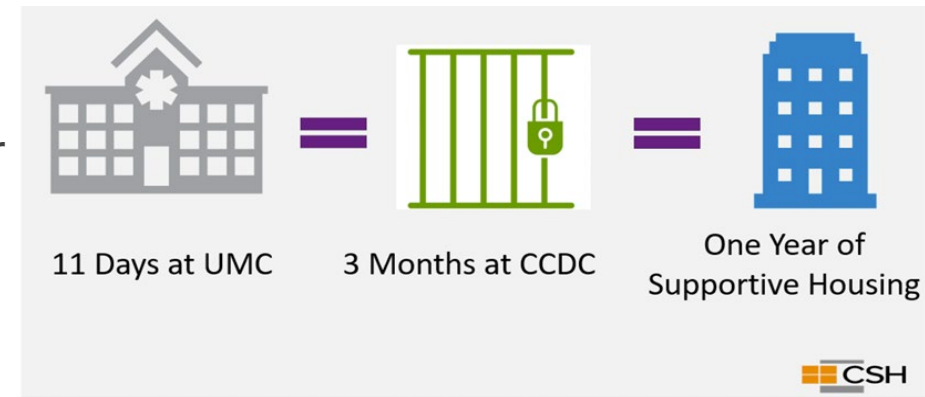 11 Days at UMC
3 Months at CCDC
One Year of
Supportive Housing
CSH